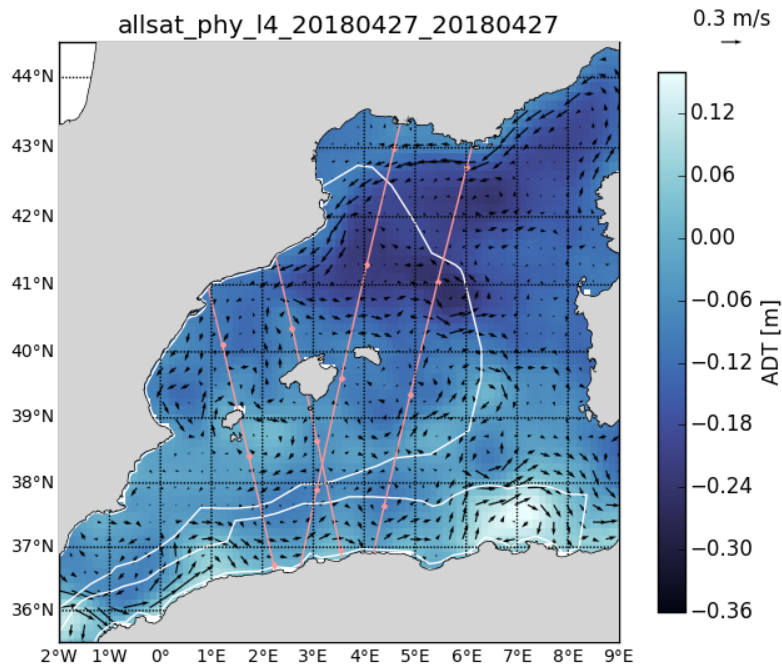 allsat_phy_l4_20180427_20180427
0.3 m/s
44°N
43°N
42°N
41°N
40°N
39°N
38°N
37°N
36°N
2°W 1°W 0° 1°E 2°E 3°E 4°E 5°E 6°E 7°E 8°E 9°E
0.12
0.06
0.00
−0.06
−0.12
−0.18
−0.24
−0.30
−0.36
ADT [m]